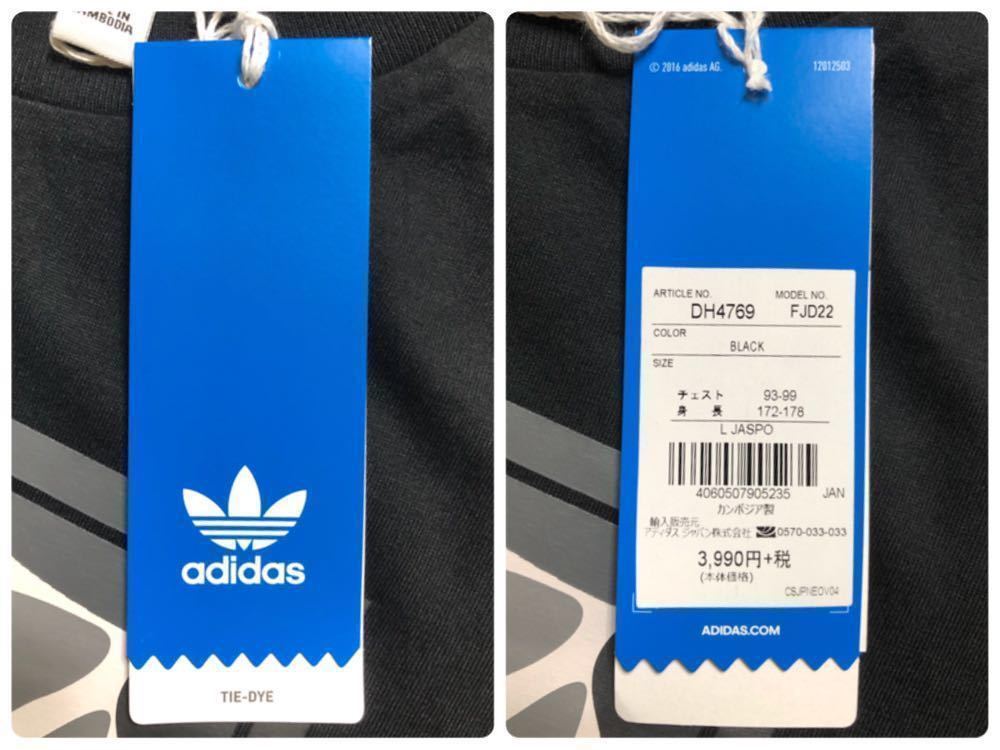 IN
CAMBODIA
adidas
TIE-DYE
© 2016 adidas AG.
12012503
ARTICLE NO.
MODEL NO.
DH4769
FJD22
COLOR
BLACK
SIZE
チェスト 93-99
身 長 172-178
L JASPO
4060507905235 JAN
カンボジア製
輸入販売元
アディダス ジャパン株式会社 0570-033-033
3,990円+税
(本体価格)
CSJPNEOV04
ADIDAS.COM